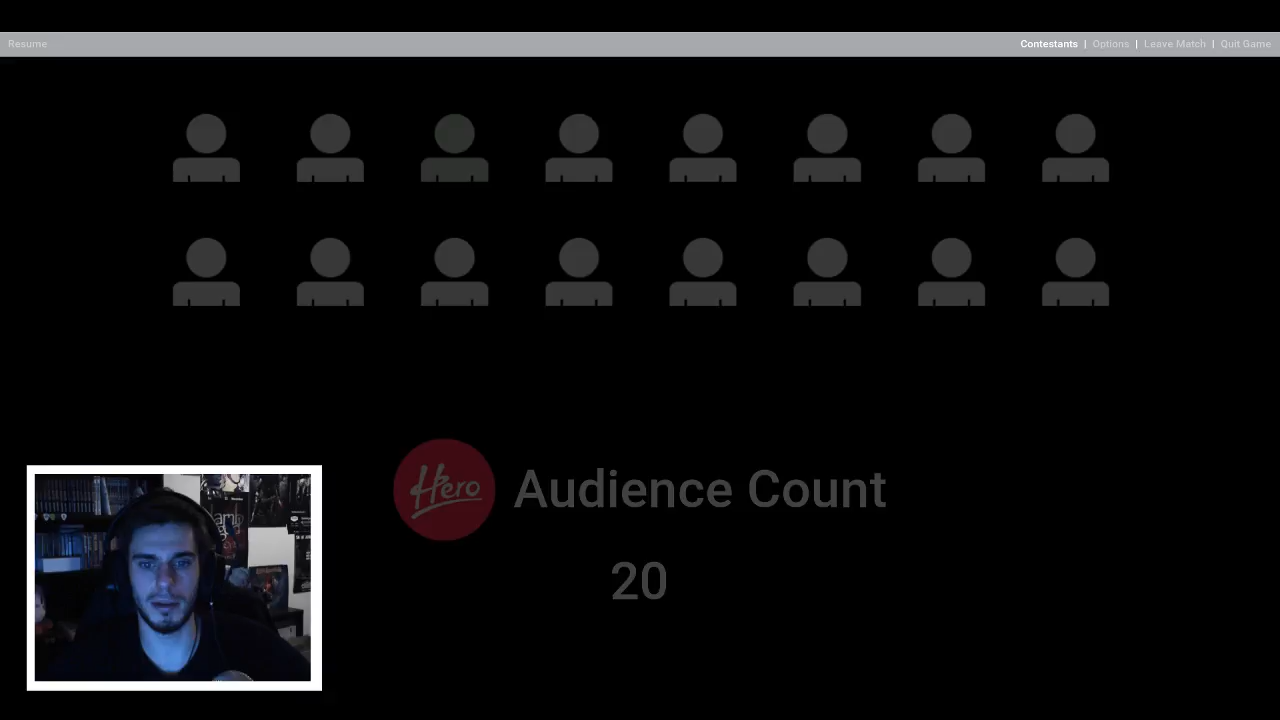 Resume
Contestants | Options | Leave Match | Quit Game
Hero
Audience Count
20